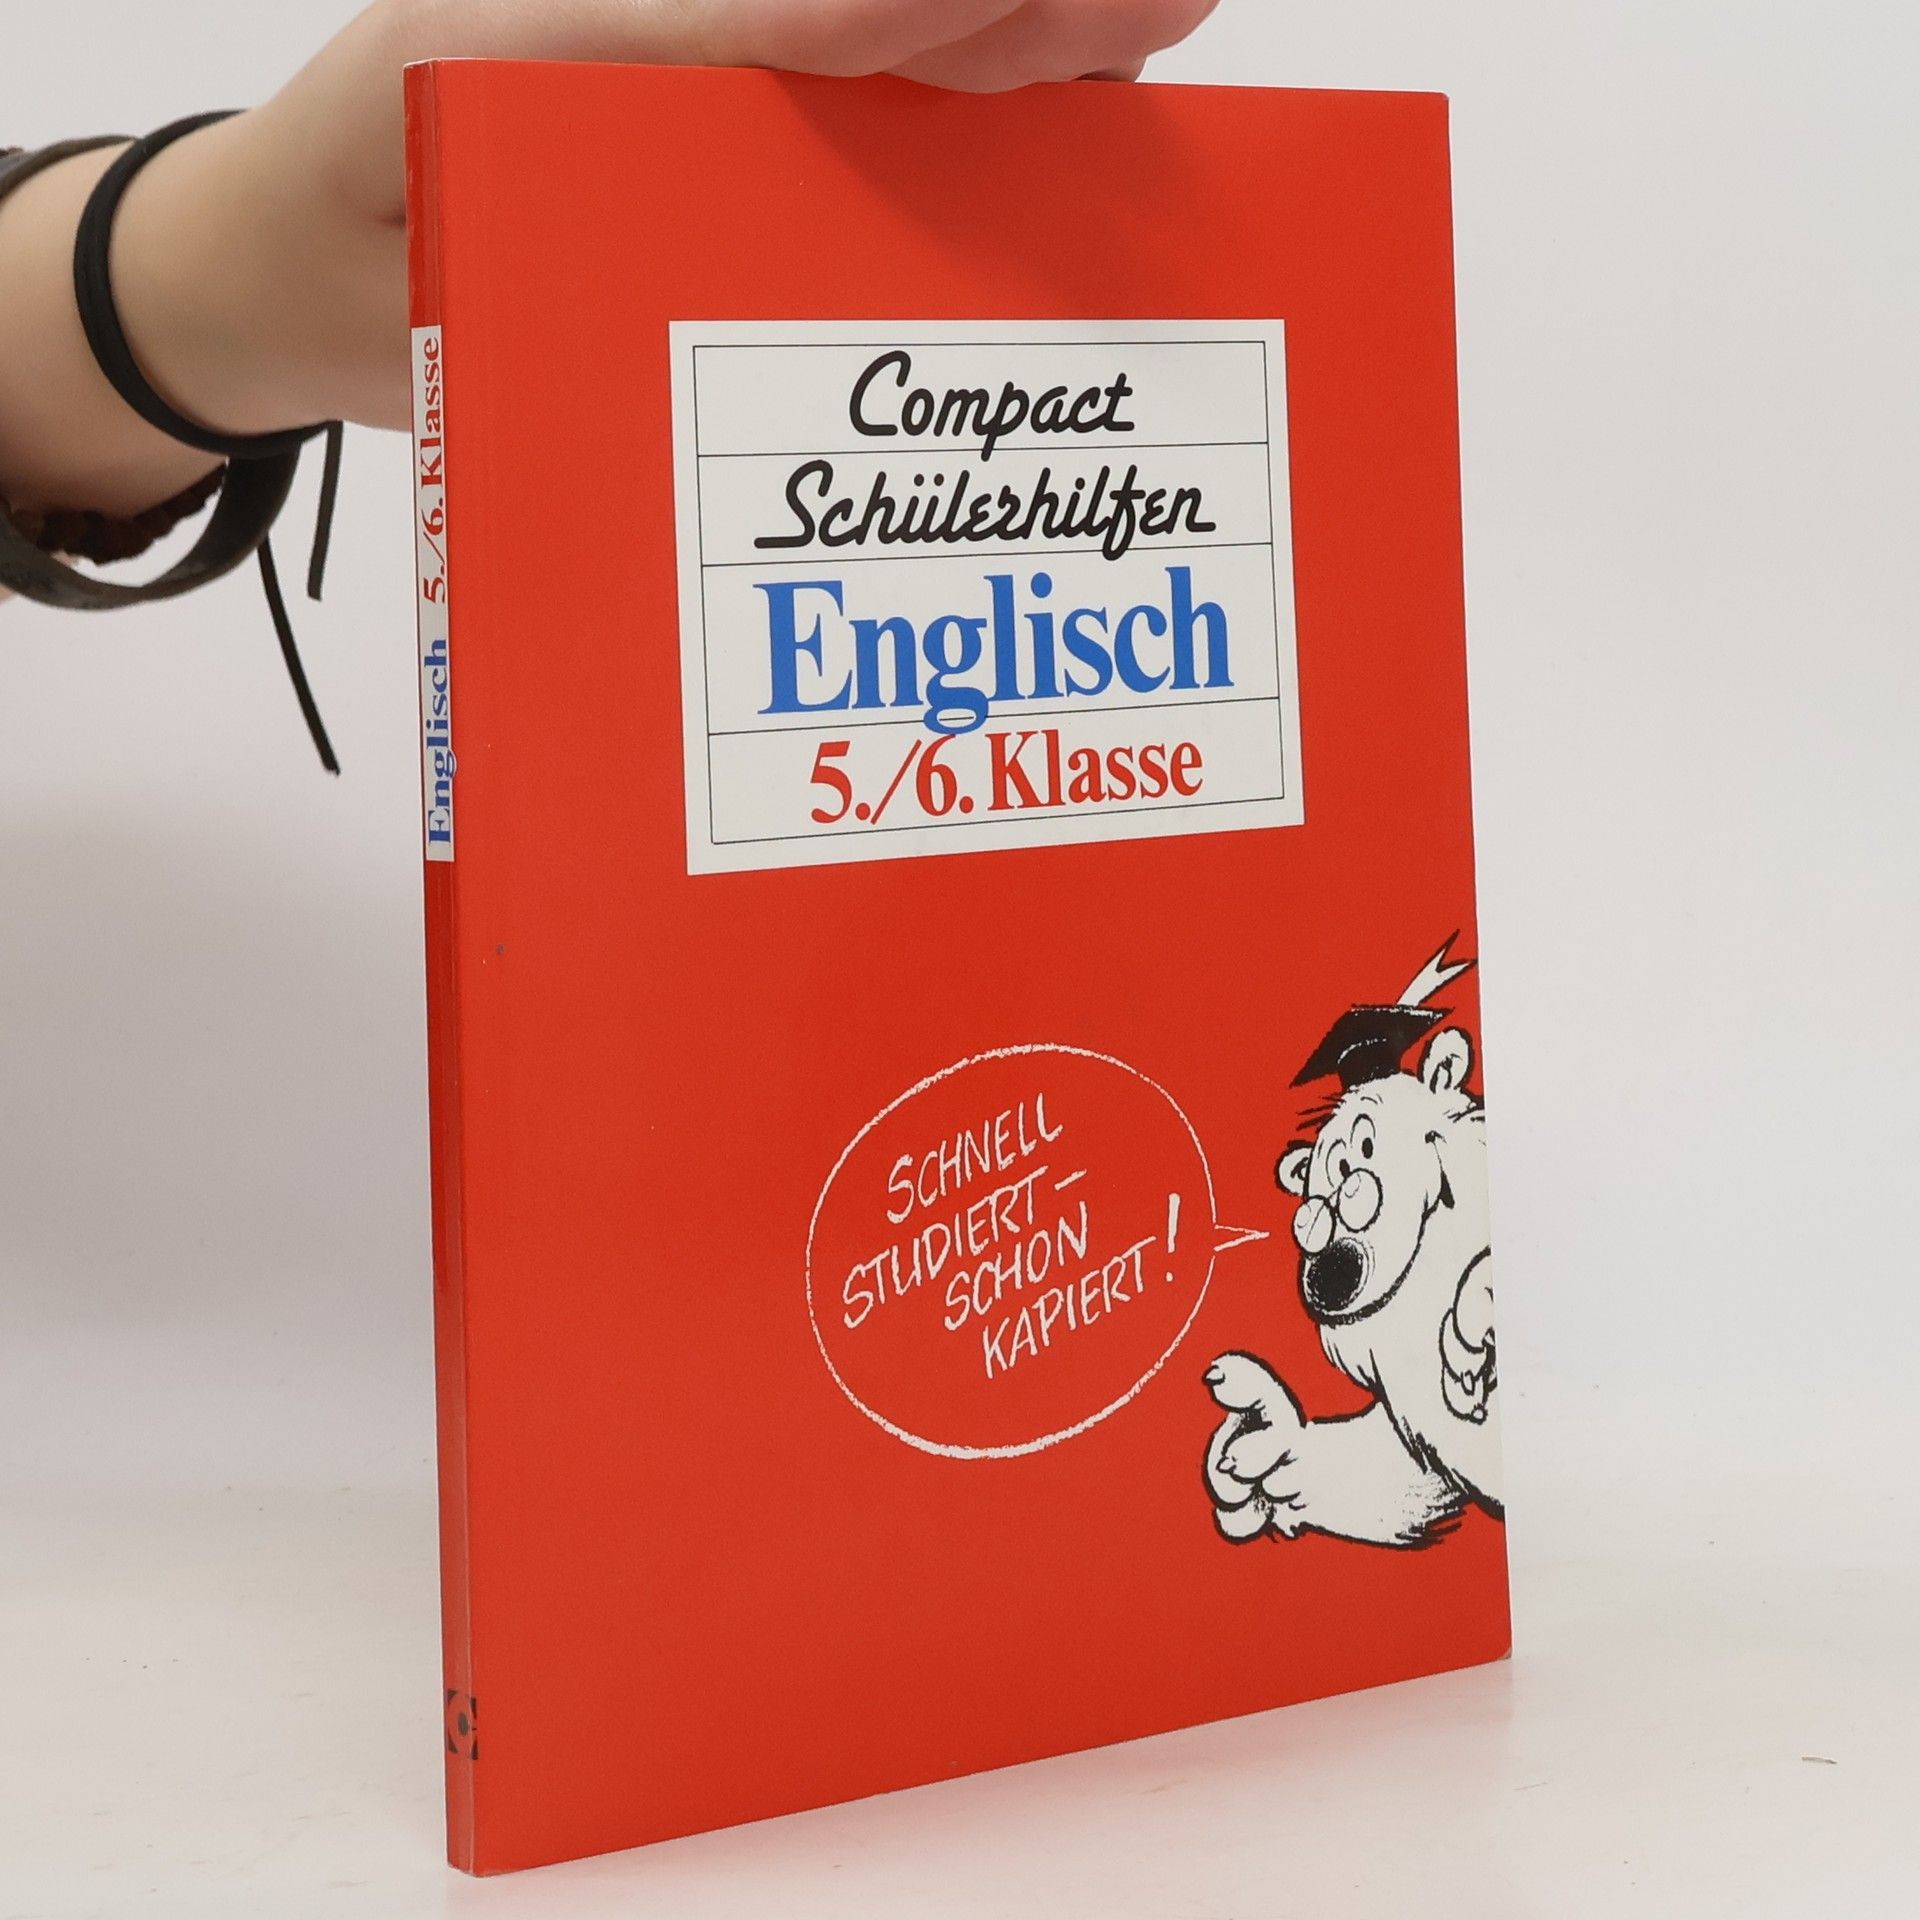 Englisch 5./6. Klasse
Compact
Schülerhilfen
Englisch
5./6. Klasse
SCHNELL
STUDIERT –
SCHON
KAPIERT!